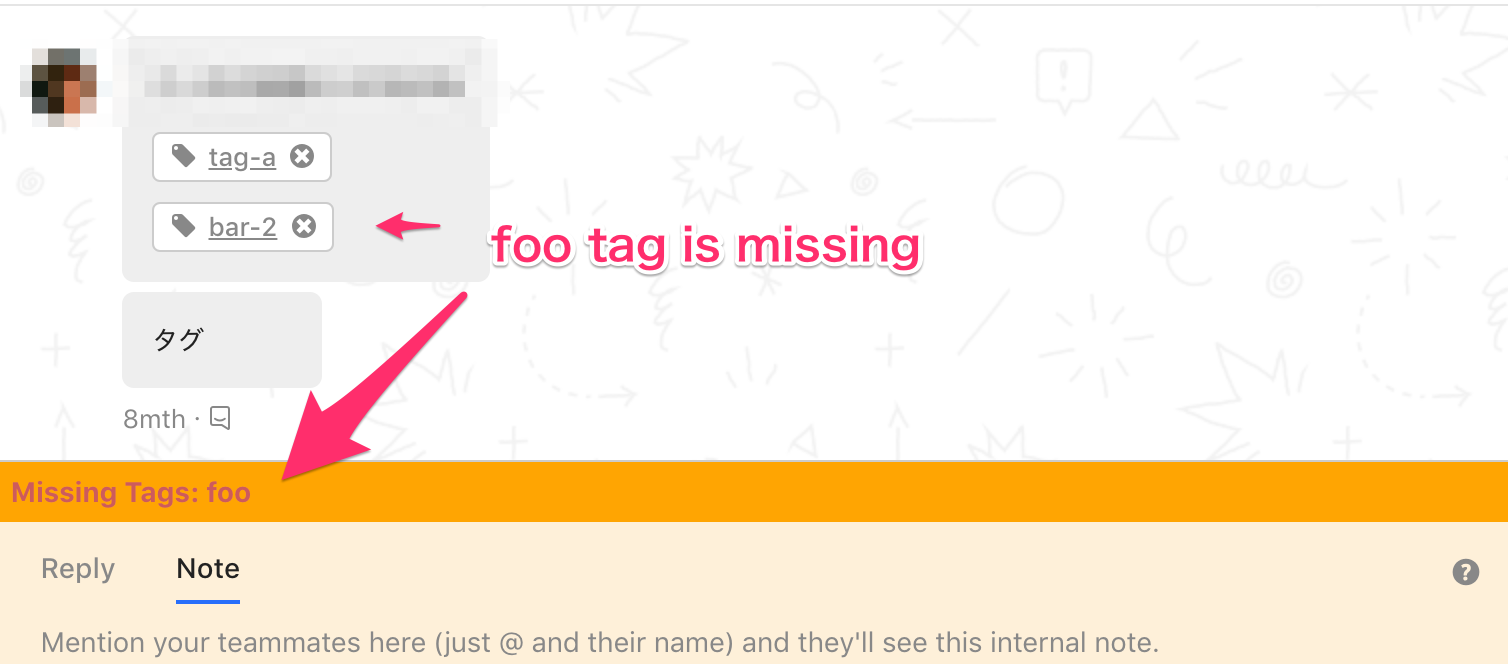 tag-a
bar-2
foo tag is missing
タグ
8mth ·
Missing Tags: foo
Reply Note
Mention your teammates here (just @ and their name) and they'll see this internal note.